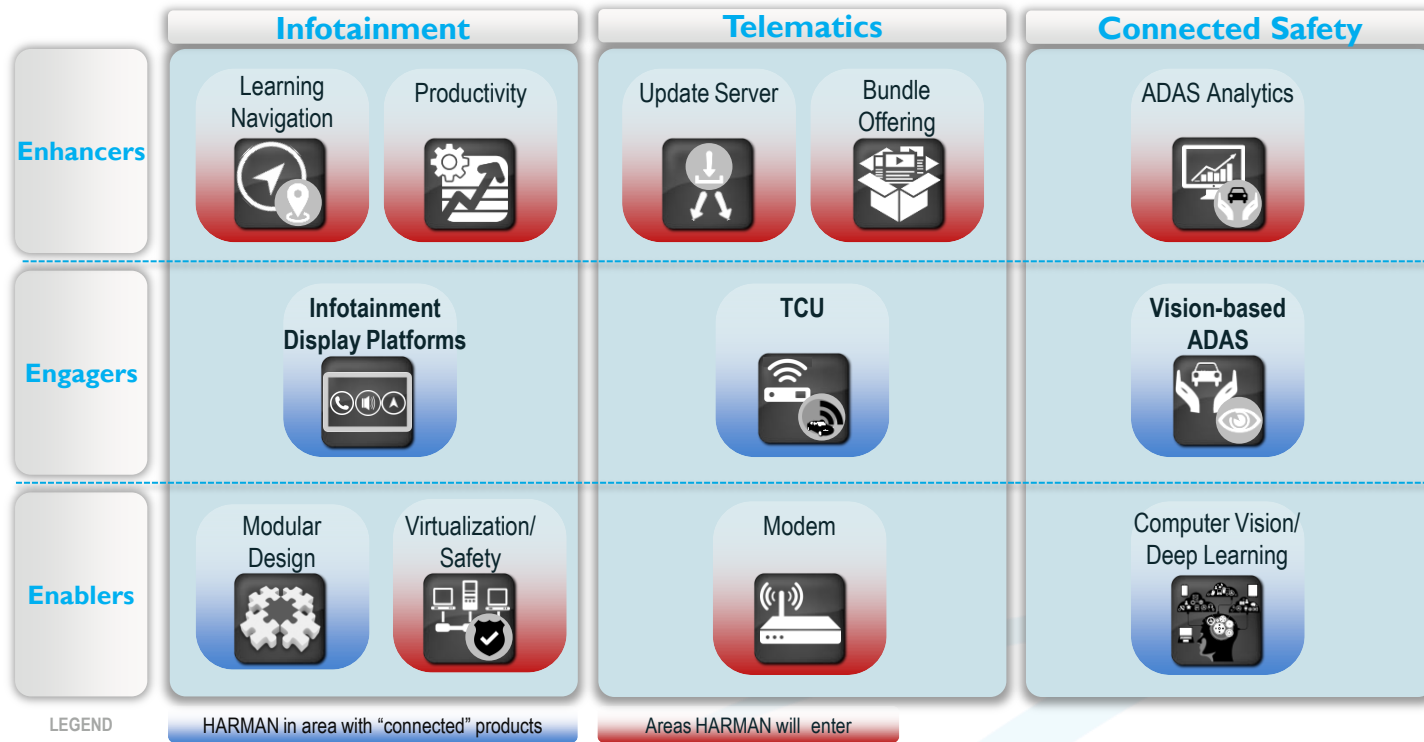 Infotainment
Telematics
Connected Safety
Enhancers
Learning
Navigation
Productivity
Update Server
Bundle
Offering
ADAS Analytics
Engagers
Infotainment
Display Platforms
TCU
Vision-based
ADAS
Enablers
Modular
Design
Virtualization/
Safety
Modem
Computer Vision/
Deep Learning
LEGEND
HARMAN in area with “connected” products
Areas HARMAN will enter